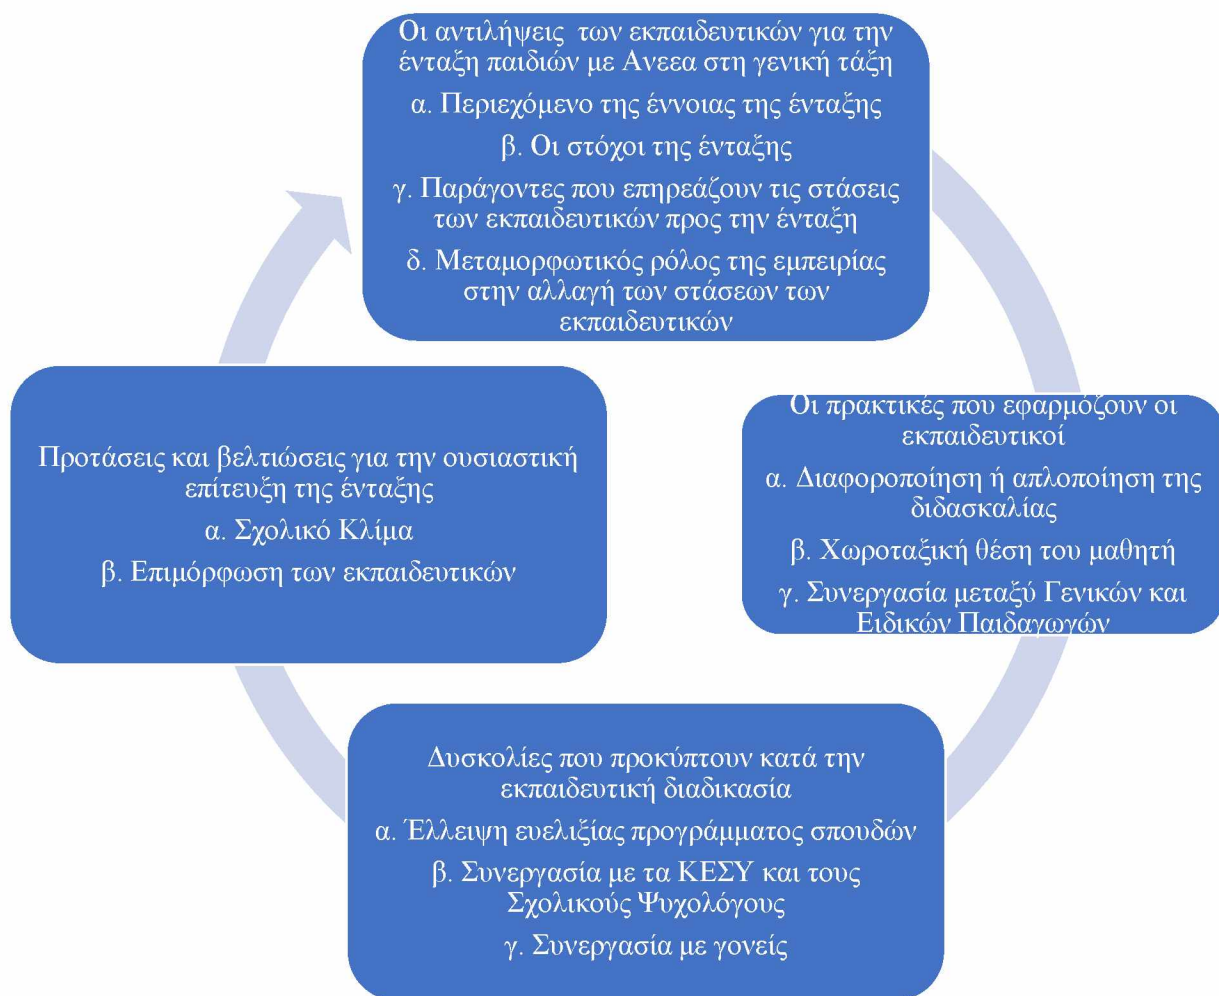 Οι αντιλήψεις των εκπαιδευτικών για την
ένταξη παιδιών με Ανεεα στη γενική τάξη
α. Περιεχόμενο της έννοιας της ένταξης
β. Οι στόχοι της ένταξης
γ. Παράγοντες που επηρεάζουν τις στάσεις
των εκπαιδευτικών προς την ένταξη
δ. Μεταμορφωτικός ρόλος της εμπειρίας
στην αλλαγή των στάσεων των
εκπαιδευτικών
Οι πρακτικές που εφαρμόζουν οι
εκπαιδευτικοί
α. Διαφοροποίηση ή απλοποίηση της
διδασκαλίας
β. Χωροταξική θέση του μαθητή
γ. Συνεργασία μεταξύ Γενικών και
Ειδικών Παιδαγωγών
Δυσκολίες που προκύπτουν κατά την
εκπαιδευτική διαδικασία
α. Έλλειψη ευελιξίας προγράμματος σπουδών
β. Συνεργασία με τα ΚΕΣΥ και τους
Σχολικούς Ψυχολόγους
γ. Συνεργασία με γονείς
Προτάσεις και βελτιώσεις για την ουσιαστική
επίτευξη της ένταξης
α. Σχολικό Κλίμα
β. Επιμόρφωση των εκπαιδευτικών